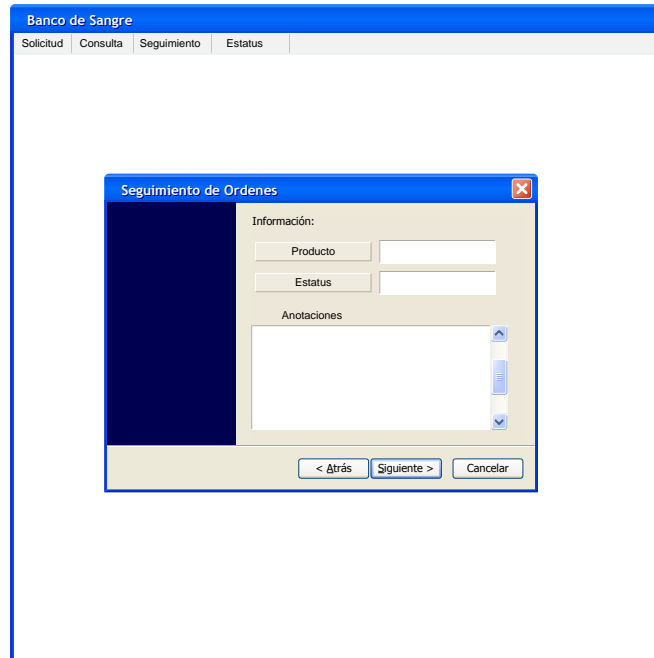 Banco de Sangre
Solicitud Consulta Seguimiento Estatus
Seguimiento de Ordenes
Información:
Producto
Estatus
Anotaciones
< Atrás Siguiente > Cancelar